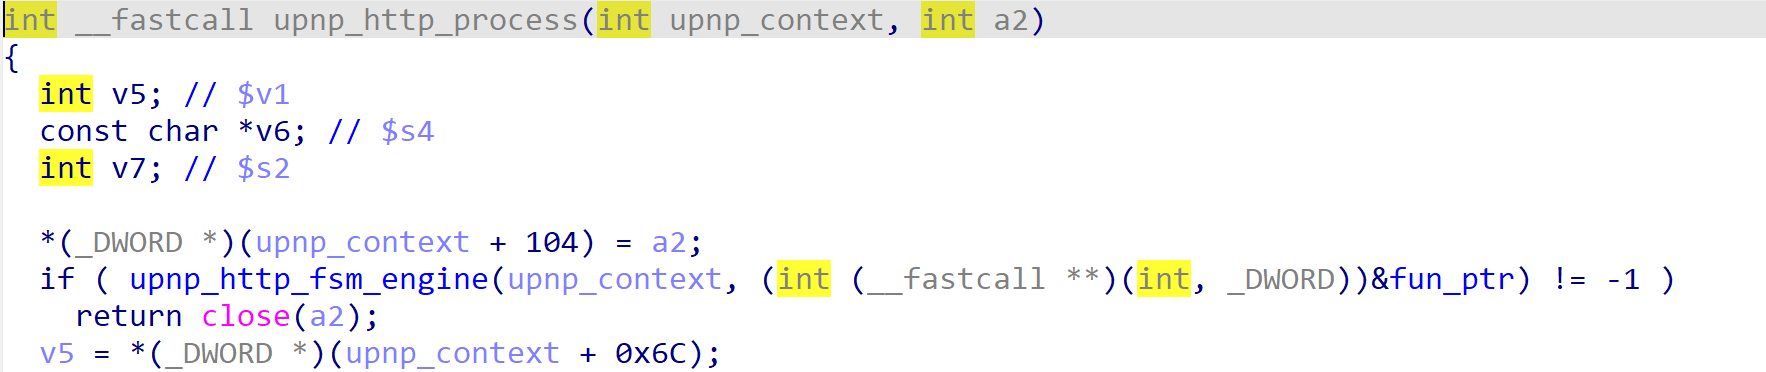 int __fastcall upnp_http_process(int upnp_context, int a2)
{
  int v5; // $v1
  const char *v6; // $s4
  int v7; // $s2

  *(_DWORD *)(upnp_context + 104) = a2;
  if ( upnp_http_fsm_engine(upnp_context, (int (__fastcall **)(int, _DWORD))&fun_ptr) != -1 )
    return close(a2);
  v5 = *(_DWORD *)(upnp_context + 0x6C);